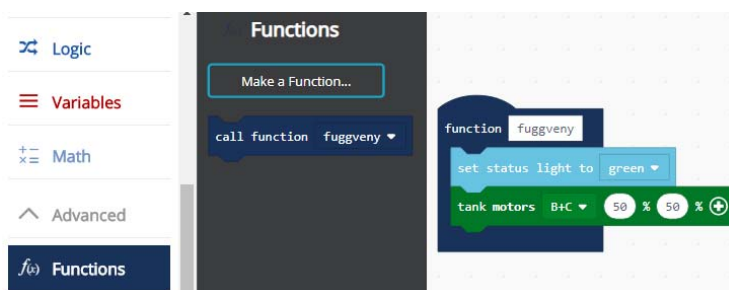 Logic
Variables
Math
Advanced
f(x) Functions
Functions
Make a Function...
call function fuggveny
function fuggveny
set status light to green
tank motors B+C 50 % 50 %